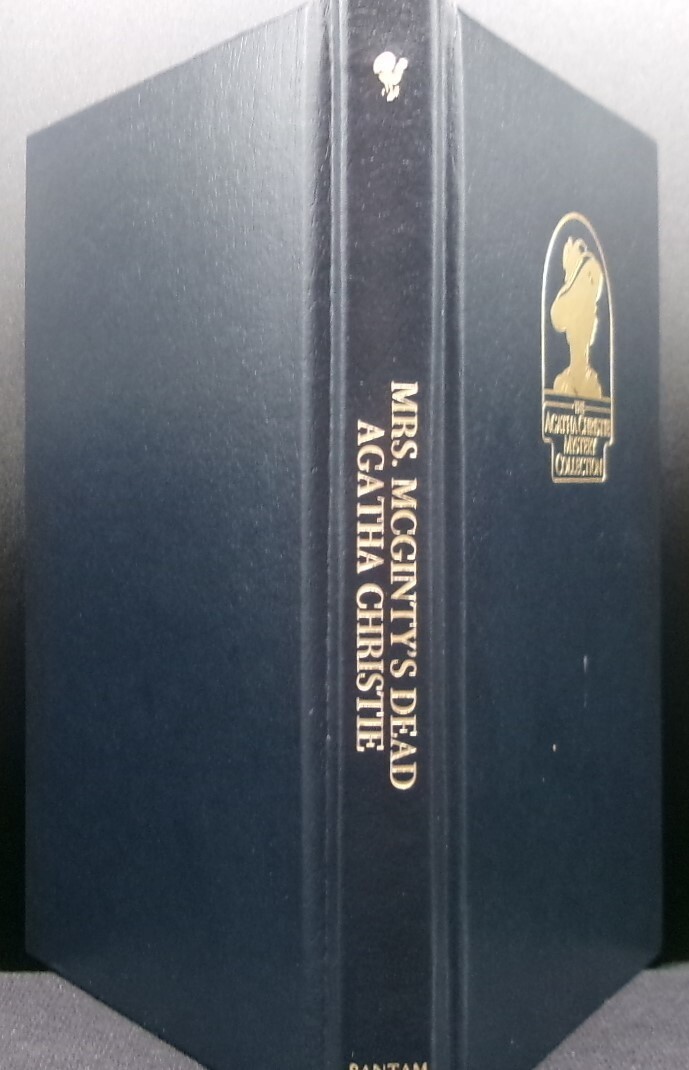 MRS. MCGINTY'S DEAD
AGATHA CHRISTIE
BANTAM
THE
AGATHA CHRISTIE
MYSTERY
COLLECTION